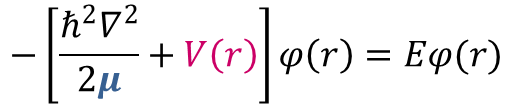 −[ħ²∇²/2μ + V(r)]φ(r) = Eφ(r)